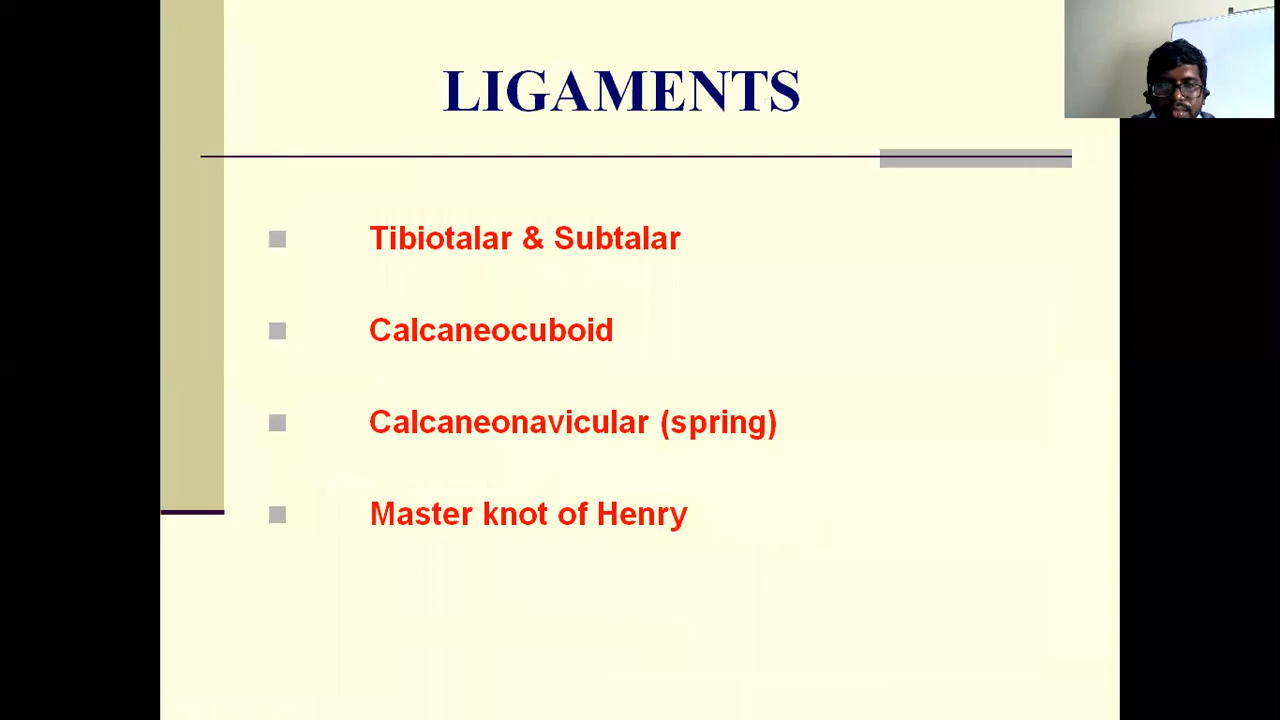 LIGAMENTS
Tibiotalar & Subtalar
Calcaneocuboid
Calcaneonavicular (spring)
Master knot of Henry